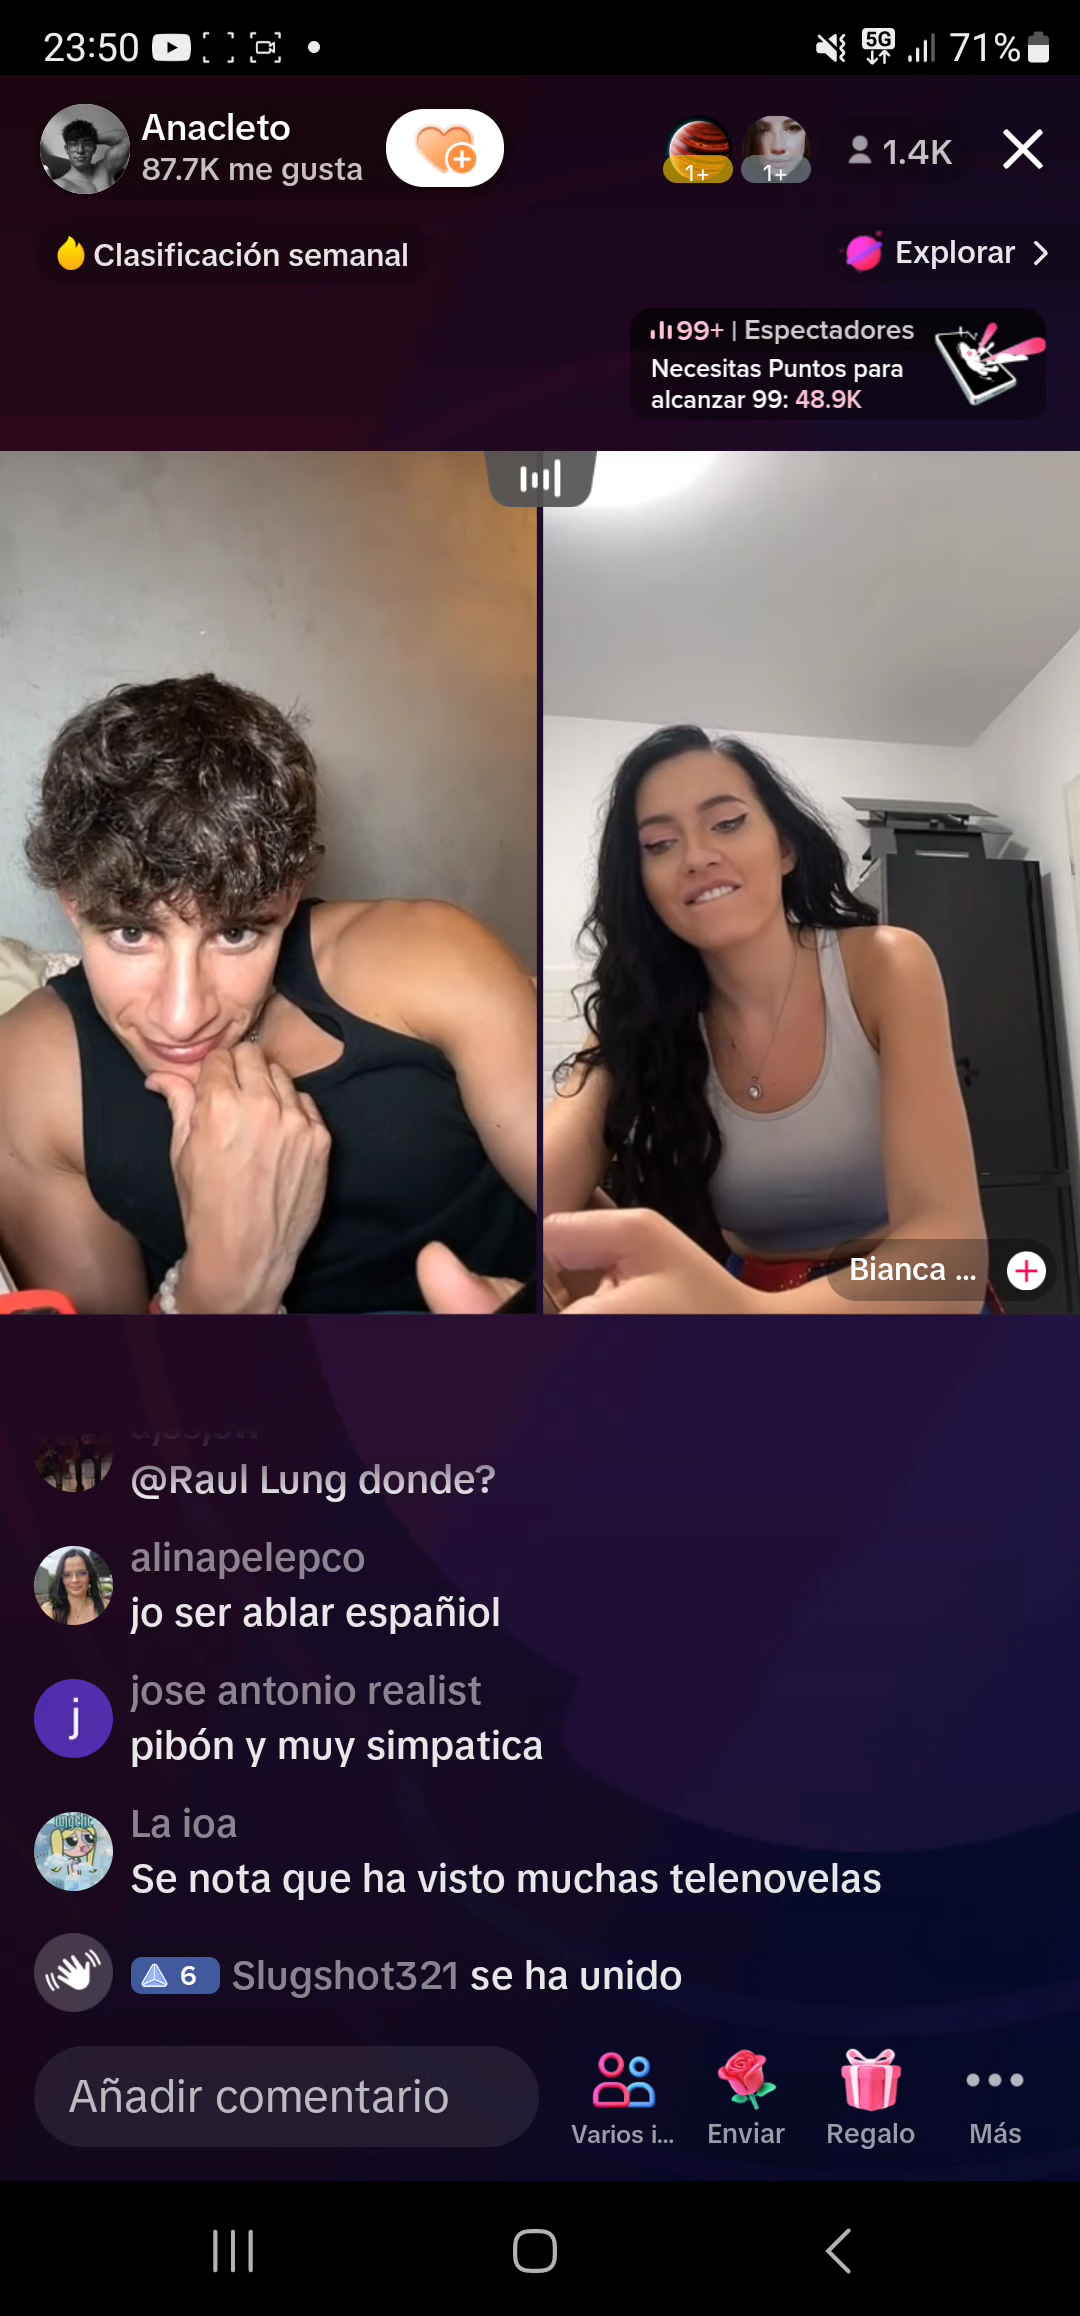 23:50
5G
71%
Anacleto
87.7K me gusta
1+
1+
1.4K
Clasificación semanal
Explorar
99+ | Espectadores
Necesitas Puntos para
alcanzar 99: 48.9K
Bianca ...
@Raul Lung donde?
alinapelepco
jo ser ablar españiol
j
jose antonio realist
pibón y muy simpatica
La ioa
Se nota que ha visto muchas telenovelas
6 Slugshot321 se ha unido
Añadir comentario
Varios i...
Enviar
Regalo
Más